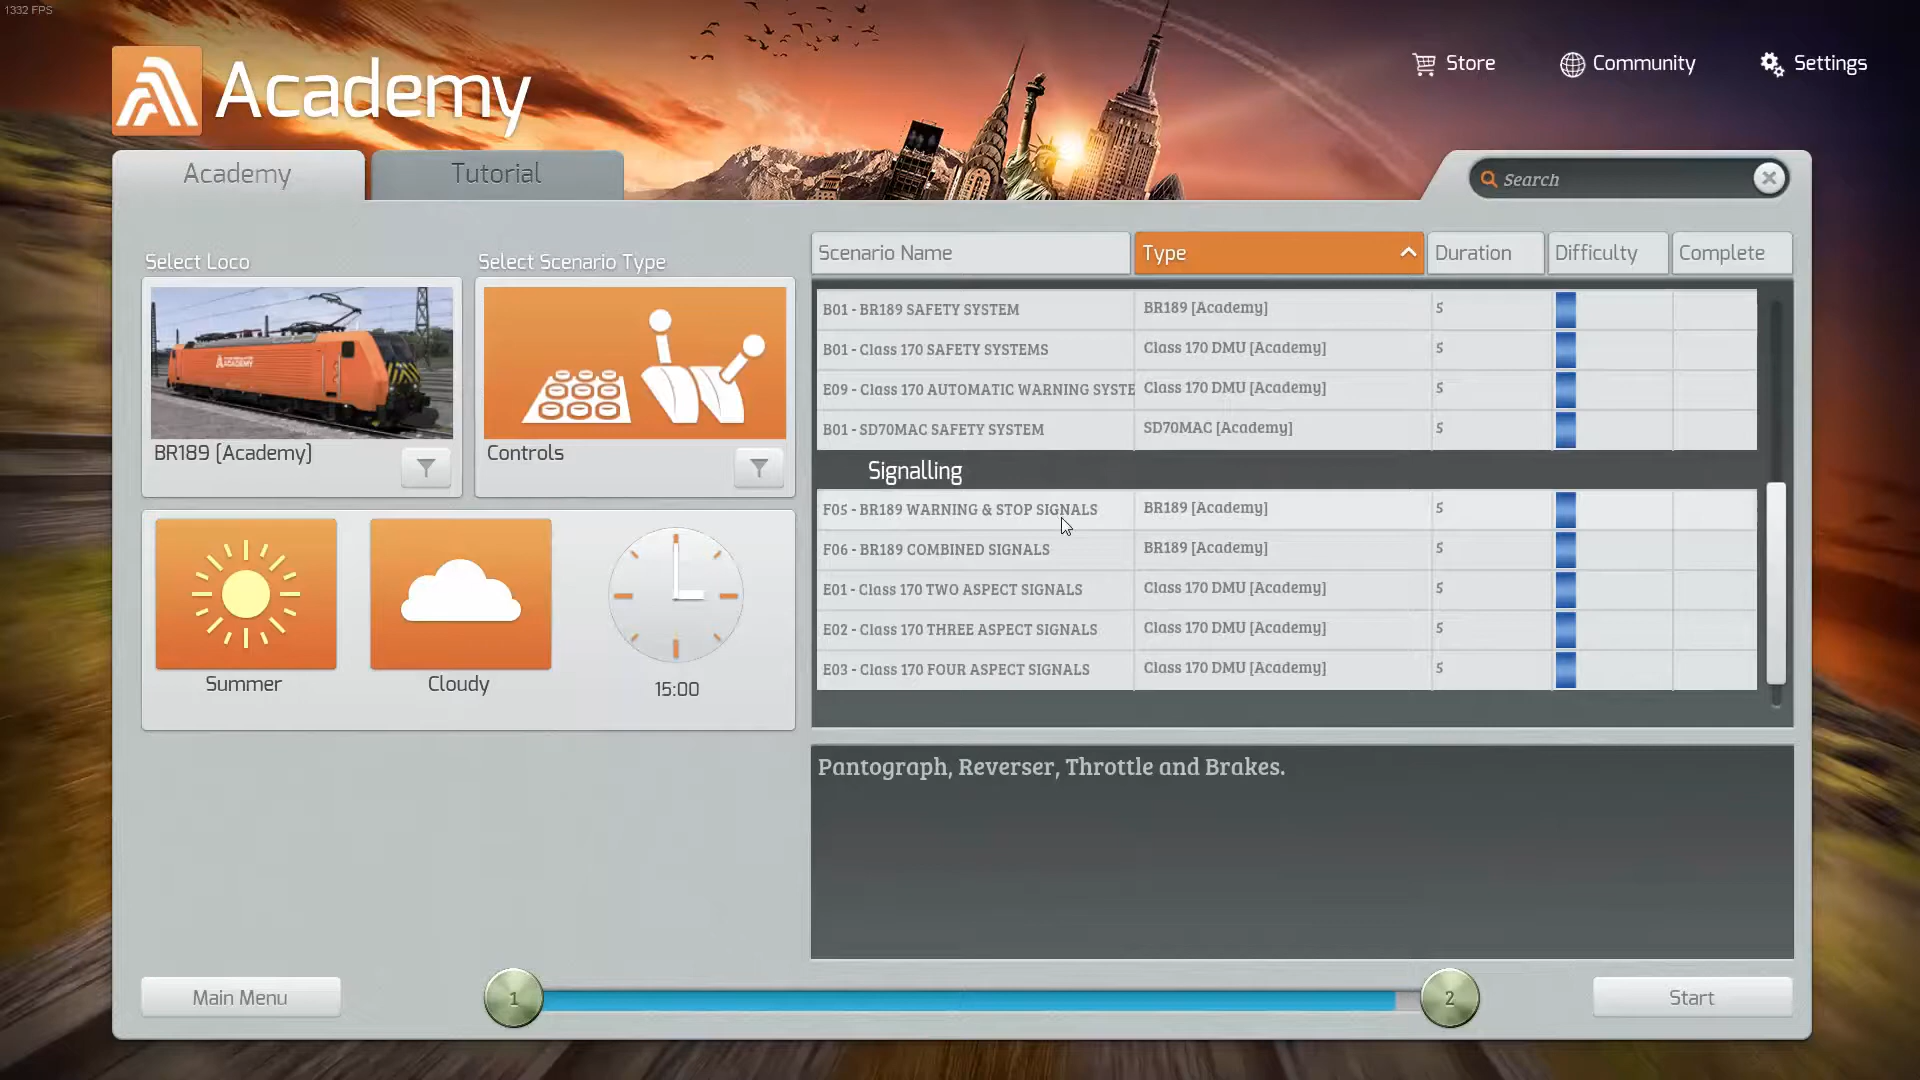 1332 FPS
Academy
Store
Community
Settings
Academy
Tutorial
Search
Select Loco
Select Scenario Type
BR189 [Academy]
Controls
Summer
Cloudy
15:00
Scenario Name
Type
Duration
Difficulty
Complete
B01 - BR189 SAFETY SYSTEM
BR189 [Academy]
5
B01 - Class 170 SAFETY SYSTEMS
Class 170 DMU [Academy]
5
E09 - Class 170 AUTOMATIC WARNING SYSTE
Class 170 DMU [Academy]
5
B01 - SD70MAC SAFETY SYSTEM
SD70MAC [Academy]
5
Signalling
F05 - BR189 WARNING & STOP SIGNALS
BR189 [Academy]
5
F06 - BR189 COMBINED SIGNALS
BR189 [Academy]
5
E01 - Class 170 TWO ASPECT SIGNALS
Class 170 DMU [Academy]
5
E02 - Class 170 THREE ASPECT SIGNALS
Class 170 DMU [Academy]
5
E03 - Class 170 FOUR ASPECT SIGNALS
Class 170 DMU [Academy]
5
Pantograph, Reverser, Throttle and Brakes.
Main Menu
1
2
Start